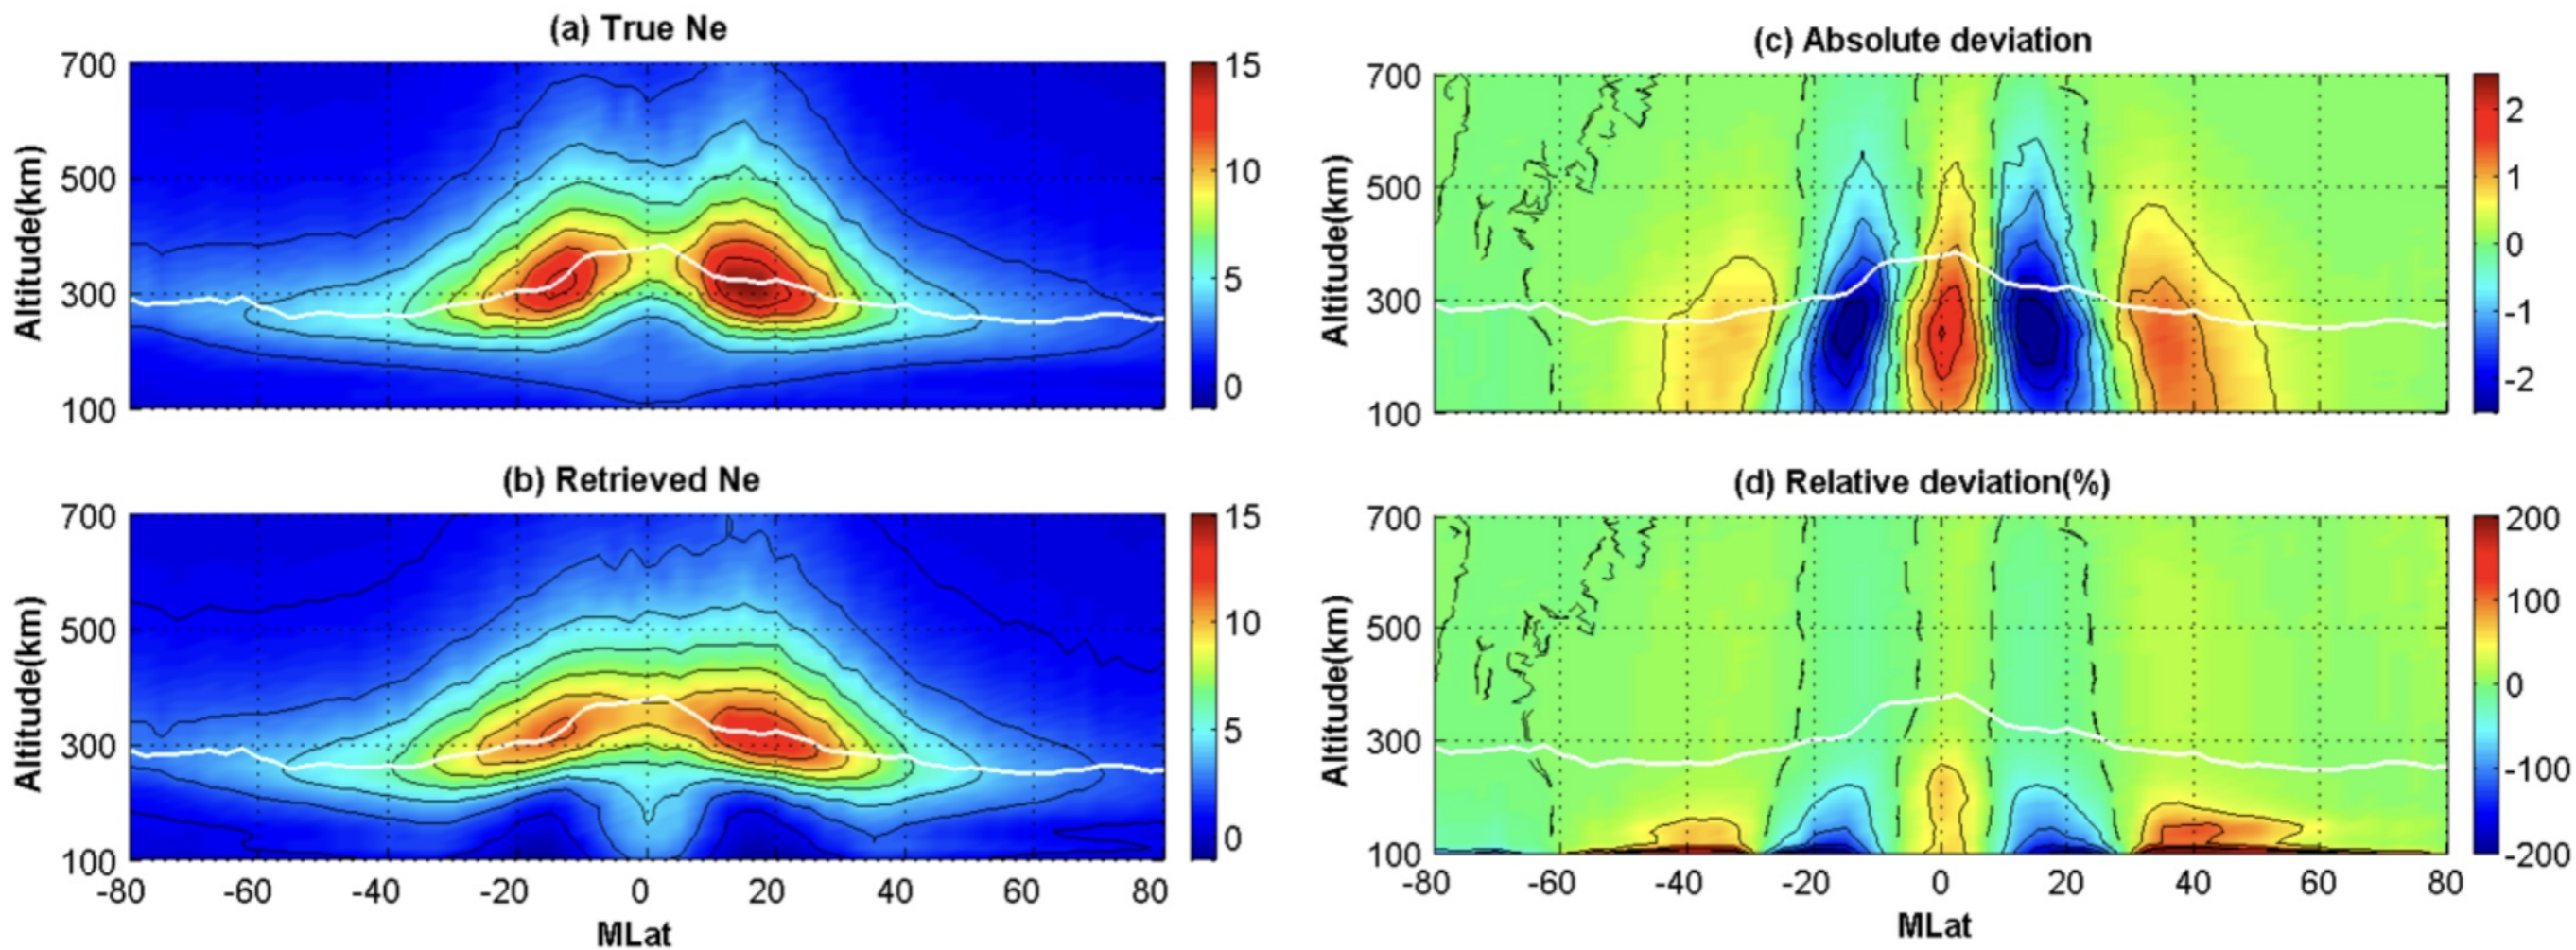 (a) True Ne
Altitude(km)
700
500
300
100
15
10
5
0
(c) Absolute deviation
Altitude(km)
700
500
300
100
2
1
0
-1
-2
(b) Retrieved Ne
Altitude(km)
700
500
300
100
-80 -60 -40 -20 0 20 40 60 80
MLat
15
10
5
0
(d) Relative deviation(%)
Altitude(km)
700
500
300
100
-80 -60 -40 -20 0 20 40 60 80
MLat
200
100
0
-100
-200